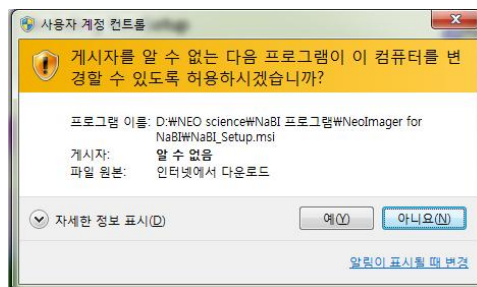 사용자 계정 컨트롤
게시자를 알 수 없는 다음 프로그램이 이 컴퓨터를 변
경할 수 있도록 허용하시겠습니까?
프로그램 이름: D:₩NEO science₩NaBI 프로그램₩NeoImager for
NaBI₩NaBI_Setup.msi
게시자: 알 수 없음
파일 원본: 인터넷에서 다운로드
자세한 정보 표시(D) 예(Y) 아니요(N)
알림이 표시될 때 변경